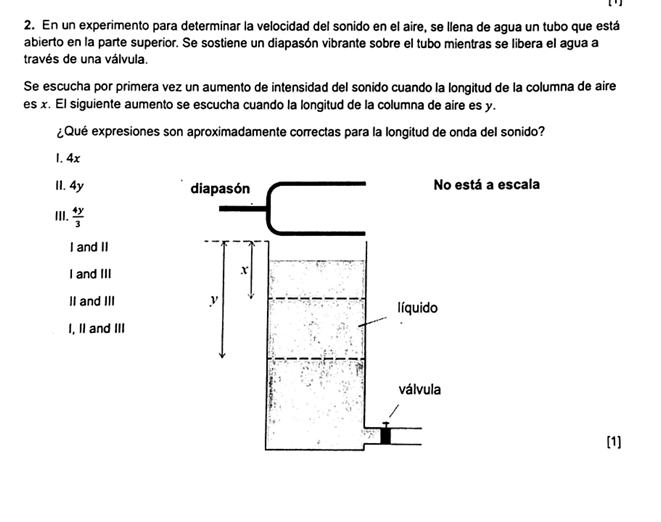 [1]
2. En un experimento para determinar la velocidad del sonido en el aire, se llena de agua un tubo que está
abierto en la parte superior. Se sostiene un diapasón vibrante sobre el tubo mientras se libera el agua a
través de una válvula.
Se escucha por primera vez un aumento de intensidad del sonido cuando la longitud de la columna de aire
es x. El siguiente aumento se escucha cuando la longitud de la columna de aire es y.
¿Qué expresiones son aproximadamente correctas para la longitud de onda del sonido?
I. 4x
II. 4y
III. 4y/3
I and II
I and III
II and III
I, II and III
diapasón
No está a escala
x
y
líquido
válvula
[1]